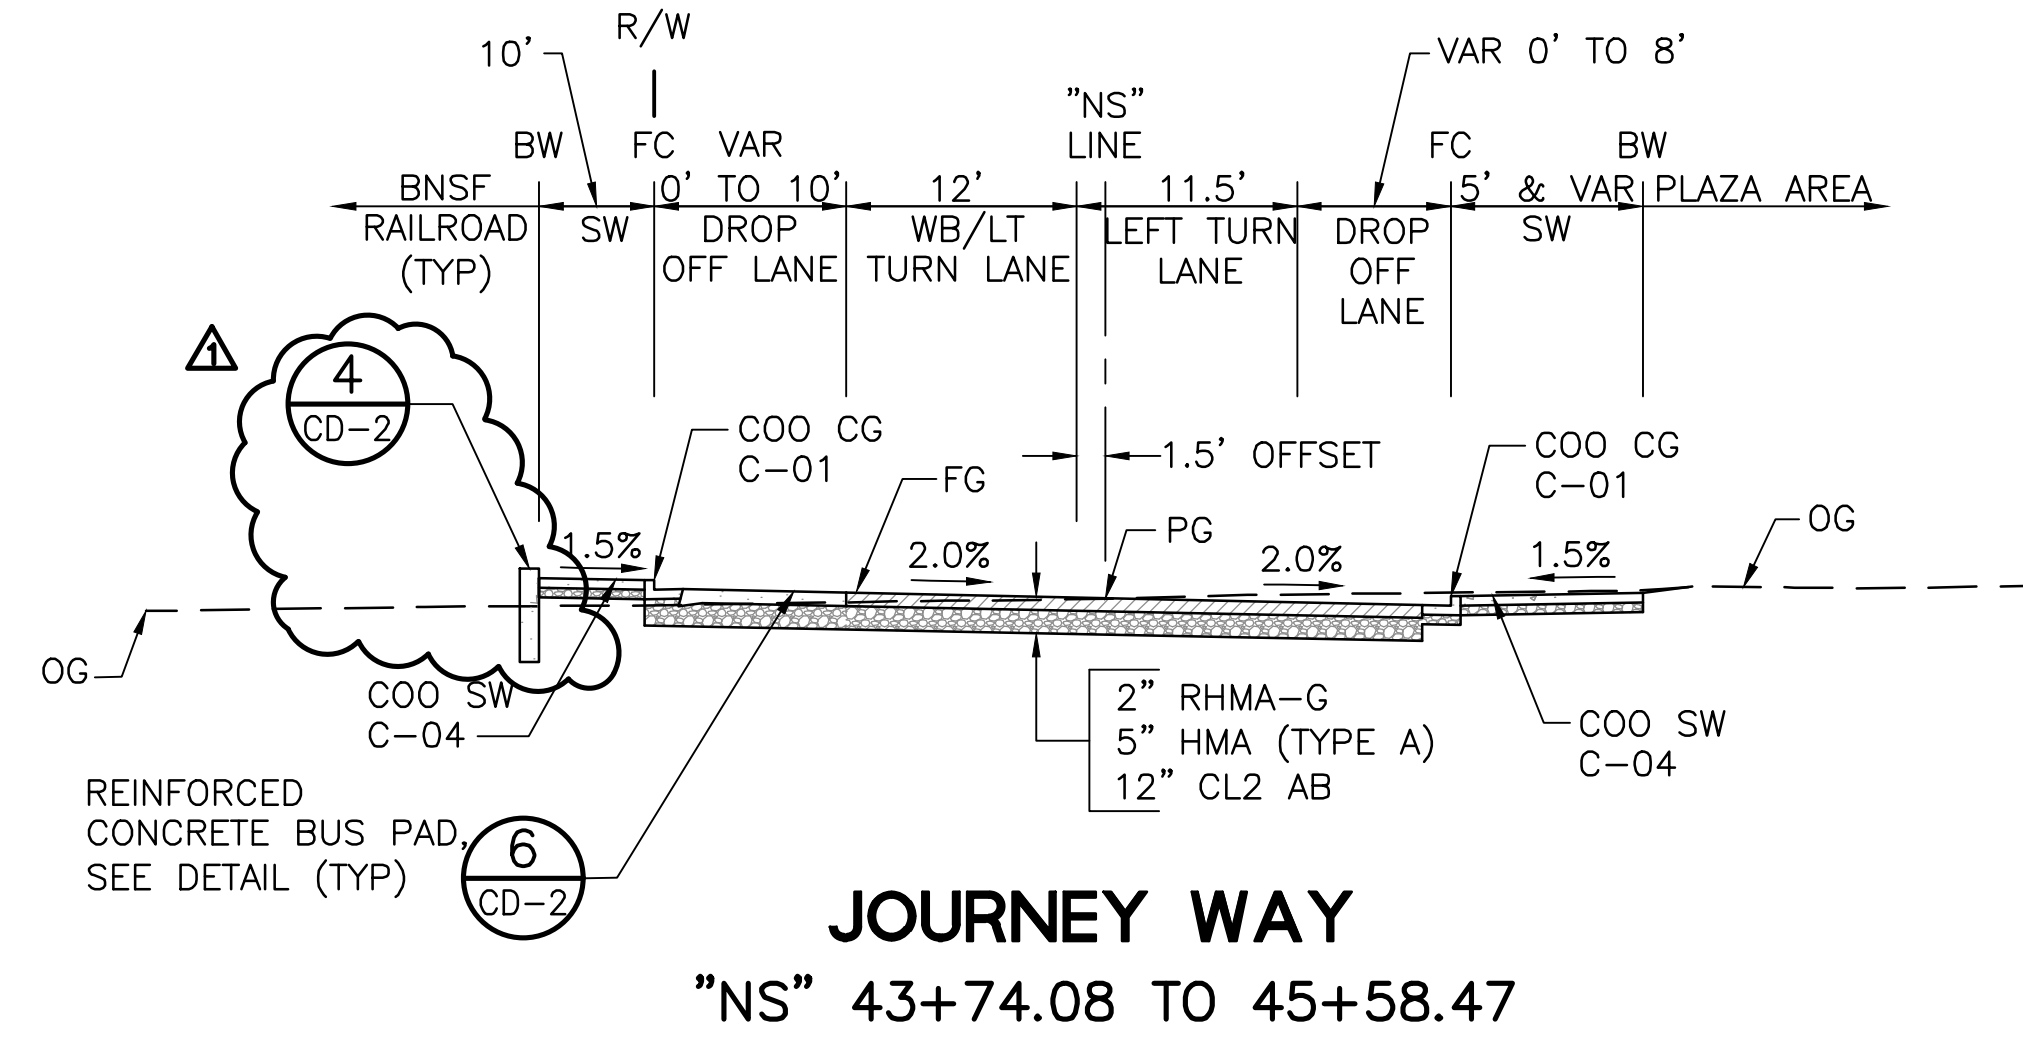 10'
R/W
VAR 0' TO 8'
"NS"
LINE
BW
FC
VAR
FC
BW
BNSF
0' TO 10'
12'
11.5'
5' & VAR
PLAZA AREA
RAILROAD
(TYP)
SW
DROP
OFF LANE
WB/LT
TURN LANE
LEFT TURN
LANE
DROP
OFF
LANE
SW
1
4
CD-2
COO CG
C-01
FG
1.5' OFFSET
PG
COO CG
C-01
OG
1.5%
2.0%
2.0%
1.5%
OG
COO SW
C-04
2" RHMA-G
5" HMA (TYPE A)
12" CL2 AB
COO SW
C-04
REINFORCED
CONCRETE BUS PAD,
SEE DETAIL (TYP)
6
CD-2
JOURNEY WAY
"NS" 43+74.08 TO 45+58.47